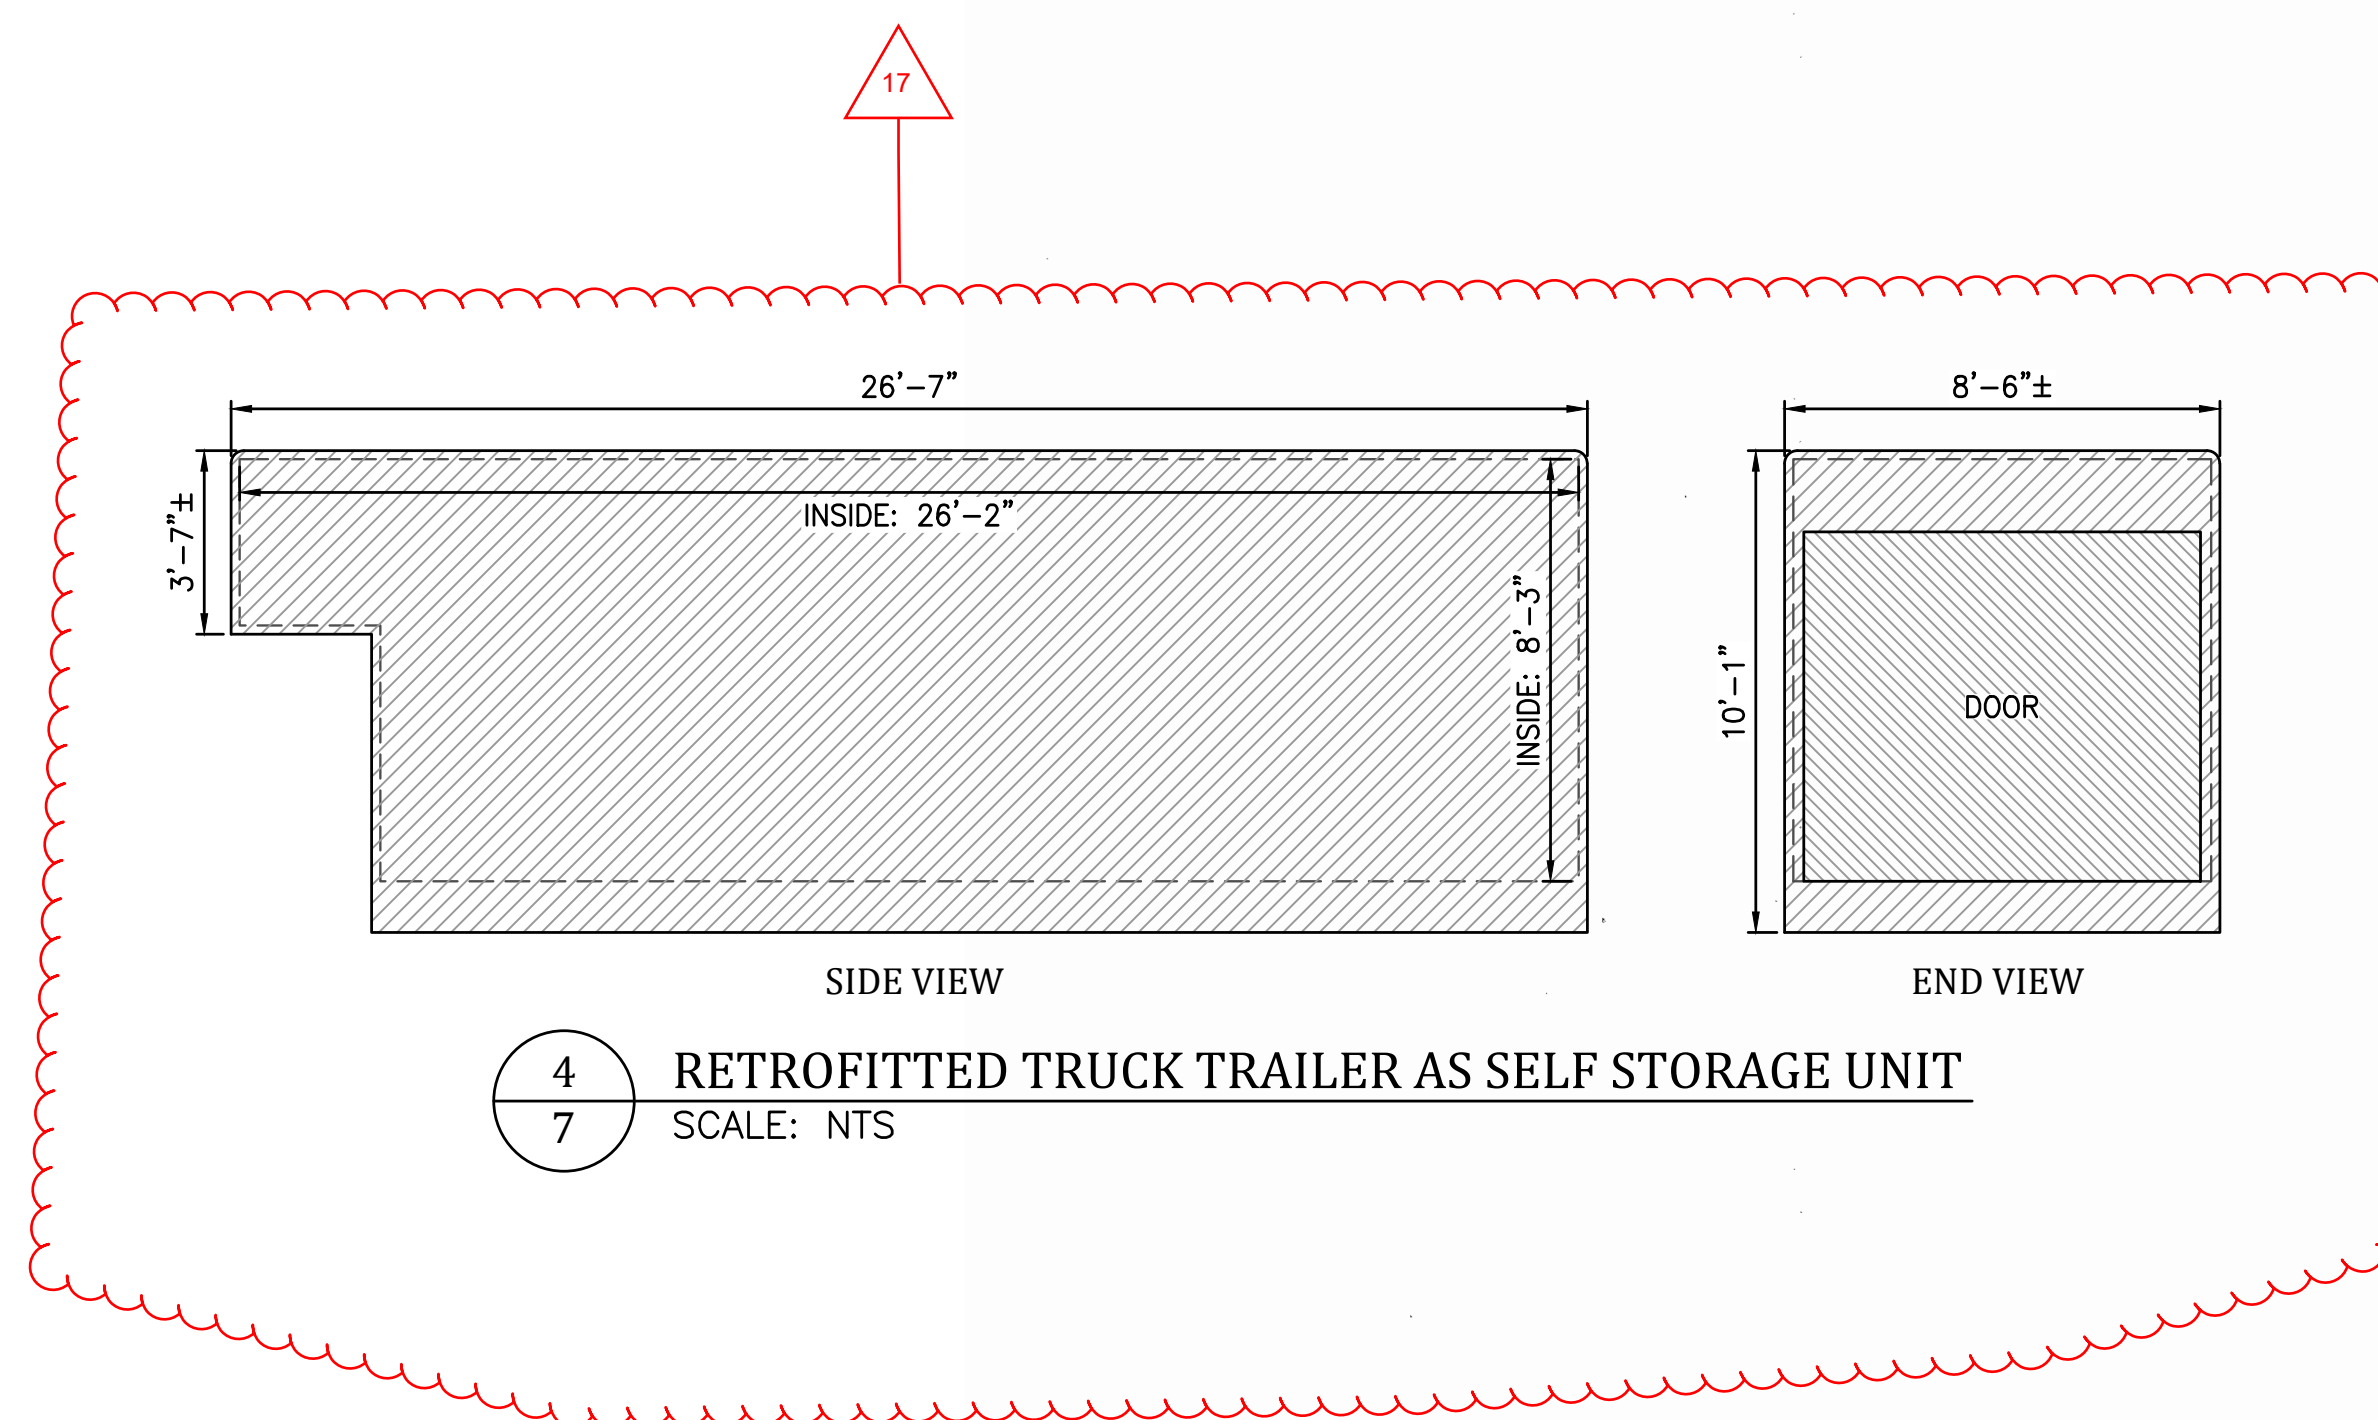 17
26'-7"
8'-6"±
3'-7"±
INSIDE: 26'-2"
INSIDE: 8'-3"
10'-1"
DOOR
SIDE VIEW
END VIEW
4
7
RETROFITTED TRUCK TRAILER AS SELF STORAGE UNIT
SCALE: NTS